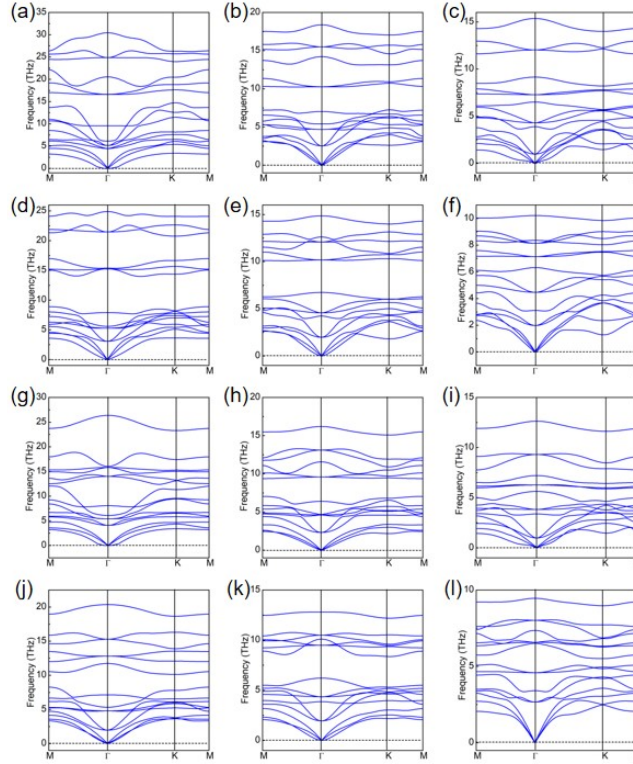 (a)
Frequency (THz)
35
30
25
20
15
10
5
0
M Γ K M
(b)
Frequency (THz)
20
15
10
5
0
M Γ K M
(c)
Frequency (THz)
15
10
5
0
M Γ K
(d)
Frequency (THz)
25
20
15
10
5
0
M Γ K M
(e)
Frequency (THz)
15
10
5
0
M Γ K M
(f)
Frequency (THz)
10
8
6
4
2
0
M Γ K
(g)
Frequency (THz)
30
25
20
15
10
5
0
M Γ K M
(h)
Frequency (THz)
20
15
10
5
0
M Γ K M
(i)
Frequency (THz)
15
10
5
0
M Γ K
(j)
Frequency (THz)
20
15
10
5
0
M Γ K M
(k)
Frequency (THz)
15
10
5
0
M Γ K M
(l)
Frequency (THz)
10
5
0
M Γ K